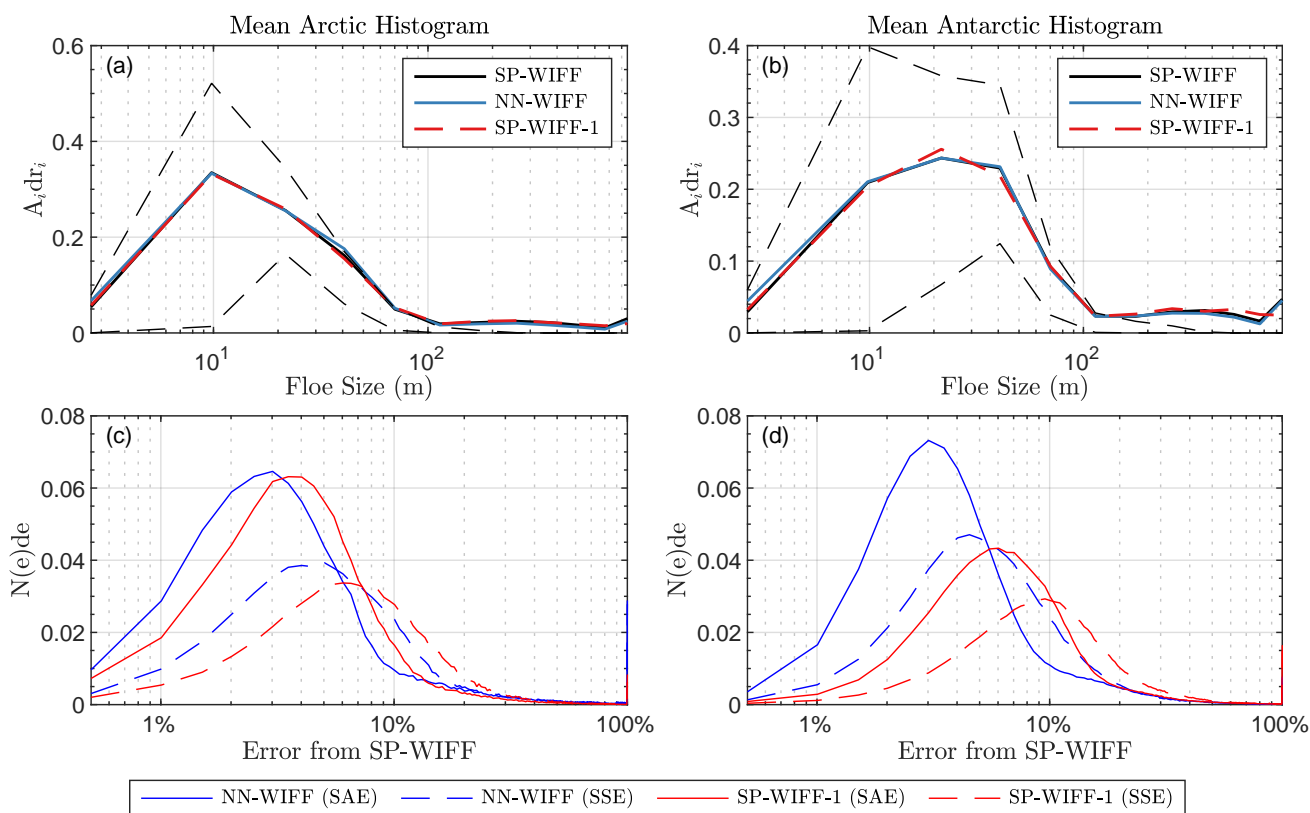 Mean Arctic Histogram
(a)
0.6
0.4
0.2
0
A_i dr_i
SP-WIFF
NN-WIFF
SP-WIFF-1
10^1
10^2
Floe Size (m)
Mean Antarctic Histogram
(b)
0.4
0.3
0.2
0.1
0
A_i dr_i
SP-WIFF
NN-WIFF
SP-WIFF-1
10^1
10^2
Floe Size (m)
(c)
0.08
0.06
0.04
0.02
0
N(e)de
1%
10%
100%
Error from SP-WIFF
(d)
0.08
0.06
0.04
0.02
0
N(e)de
1%
10%
100%
Error from SP-WIFF
NN-WIFF (SAE) NN-WIFF (SSE) SP-WIFF-1 (SAE) SP-WIFF-1 (SSE)